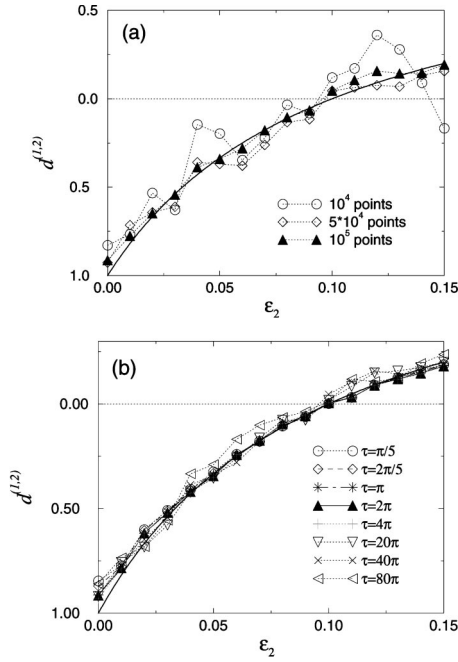 (a)
0.5
0.0
0.5
1.0
d^(1,2)
10^4 points
5*10^4 points
10^5 points
0.00 0.05 0.10 0.15
ε_2
(b)
0.00
0.50
1.00
d^(1,2)
τ=π/5
τ=2π/5
τ=π
τ=2π
τ=4π
τ=20π
τ=40π
τ=80π
0.00 0.05 0.10 0.15
ε_2